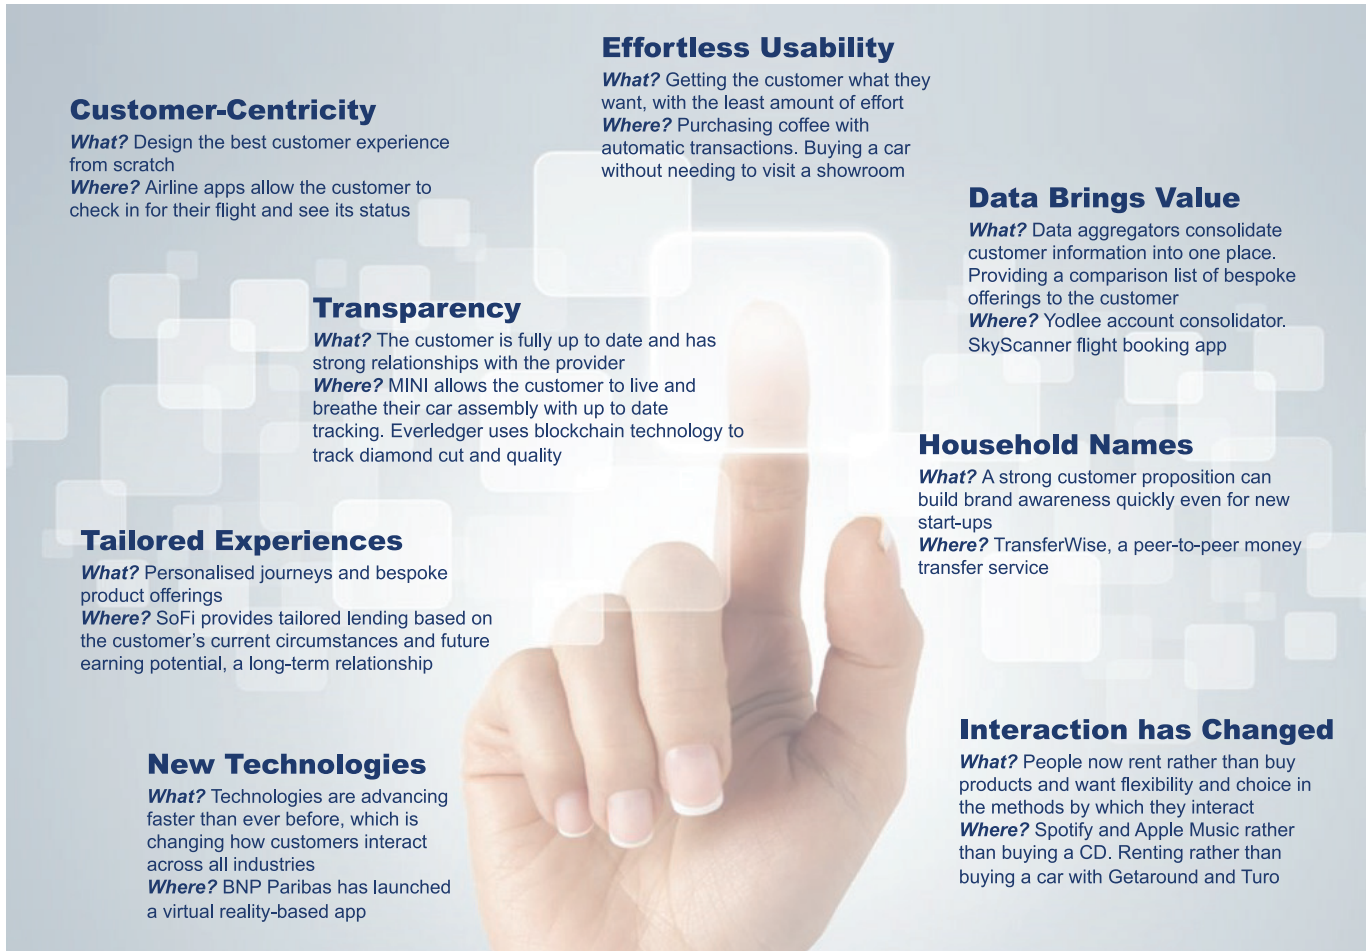 Effortless Usability
What? Getting the customer what they
want, with the least amount of effort
Where? Purchasing coffee with
automatic transactions. Buying a car
without needing to visit a showroom
Customer-Centricity
What? Design the best customer experience
from scratch
Where? Airline apps allow the customer to
check in for their flight and see its status
Data Brings Value
What? Data aggregators consolidate
customer information into one place.
Providing a comparison list of bespoke
offerings to the customer
Where? Yodlee account consolidator.
SkyScanner flight booking app
Transparency
What? The customer is fully up to date and has
strong relationships with the provider
Where? MINI allows the customer to live and
breathe their car assembly with up to date
tracking. Everledger uses blockchain technology to
track diamond cut and quality
Household Names
What? A strong customer proposition can
build brand awareness quickly even for new
start-ups
Where? TransferWise, a peer-to-peer money
transfer service
Tailored Experiences
What? Personalised journeys and bespoke
product offerings
Where? SoFi provides tailored lending based on
the customer's current circumstances and future
earning potential, a long-term relationship
Interaction has Changed
What? People now rent rather than buy
products and want flexibility and choice in
the methods by which they interact
Where? Spotify and Apple Music rather
than buying a CD. Renting rather than
buying a car with Getaround and Turo
New Technologies
What? Technologies are advancing
faster than ever before, which is
changing how customers interact
across all industries
Where? BNP Paribas has launched
a virtual reality-based app